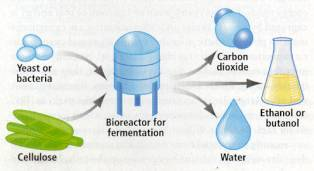 Yeast or
bacteria
Cellulose
Bioreactor for
fermentation
Carbon
dioxide
Ethanol or
butanol
Water